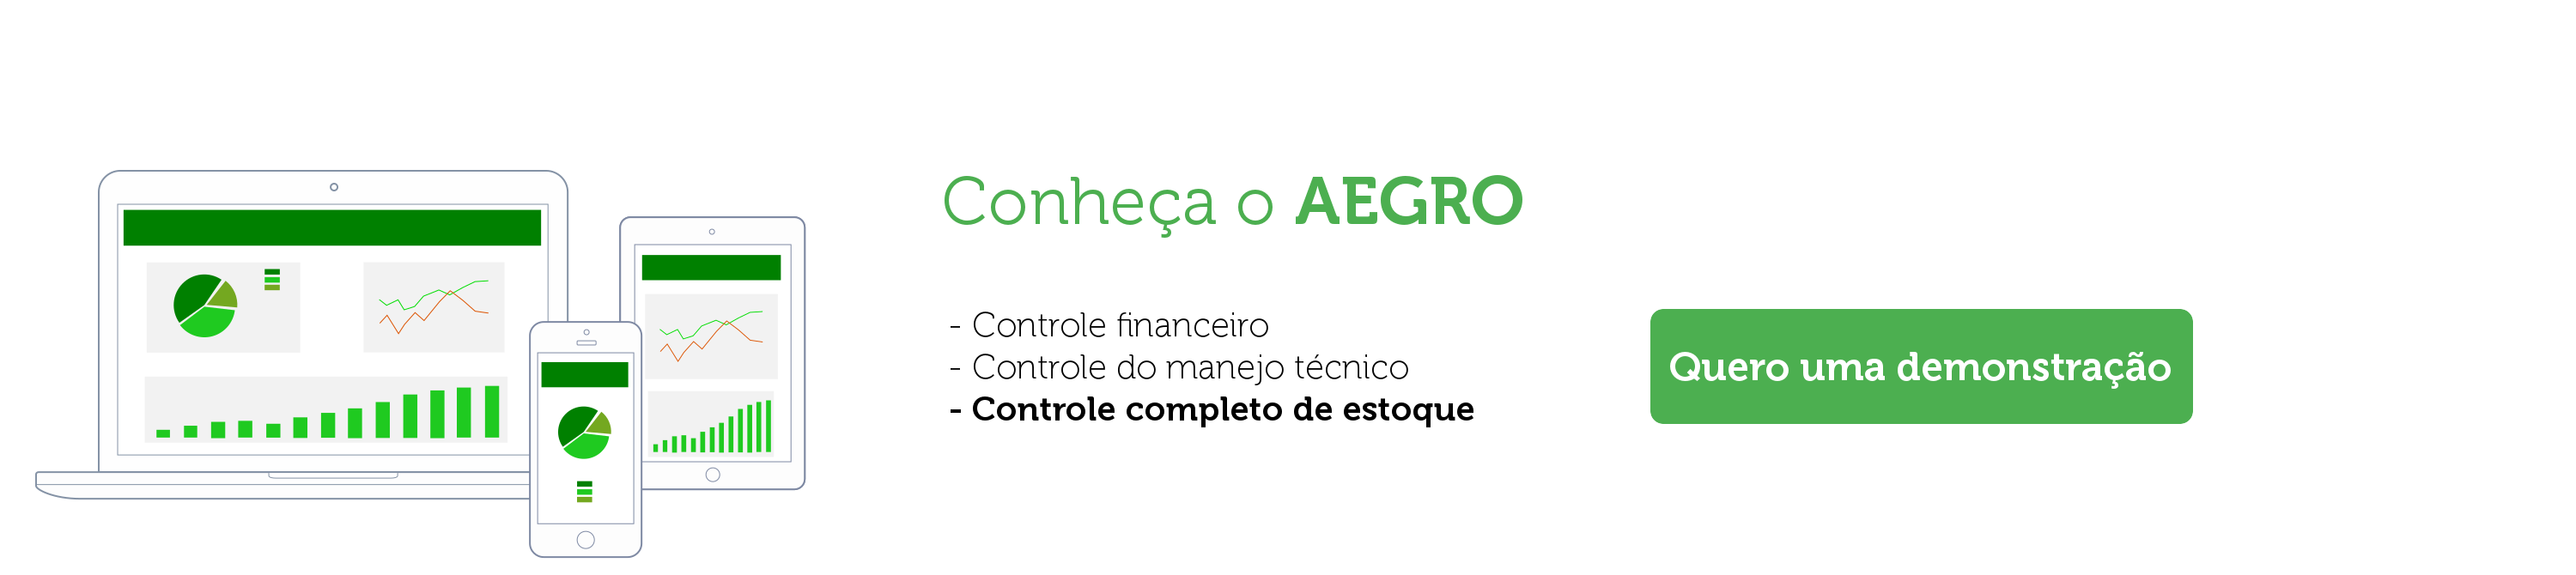 Conheça o AEGRO
- Controle financeiro
- Controle do manejo técnico
- Controle completo de estoque
Quero uma demonstração